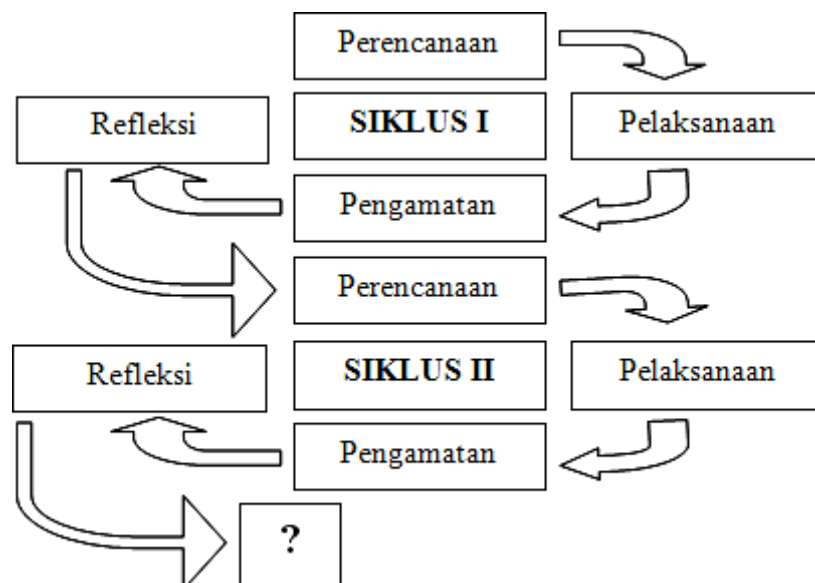 Perencanaan
Refleksi
SIKLUS I
Pelaksanaan
Pengamatan
Perencanaan
Refleksi
SIKLUS II
Pelaksanaan
Pengamatan
?